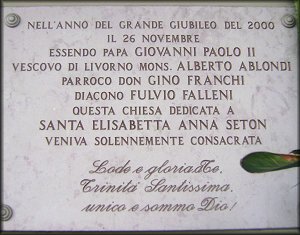 NELL'ANNO DEL GRANDE GIUBILEO DEL 2000
IL 26 NOVEMBRE
ESSENDO PAPA GIOVANNI PAOLO II
VESCOVO DI LIVORNO MONS. ALBERTO ABLONDI
PARROCO DON GINO FRANCHI
DIACONO FULVIO FALLENI
QUESTA CHIESA DEDICATA A
SANTA ELISABETTA ANNA SETON
VENIVA SOLENNEMENTE CONSACRATA
Lode e gloria a Te,
Trinità Santissima,
unico e sommo Dio!